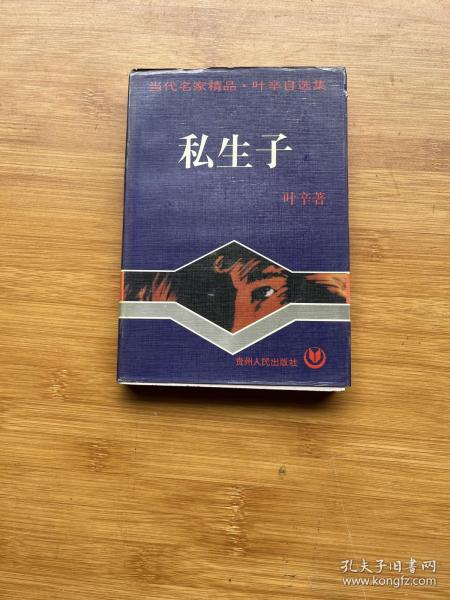 当代名家精品·叶辛自选集
私生子
叶辛著
贵州人民出版社
孔夫子旧书网
www.kongfz.com